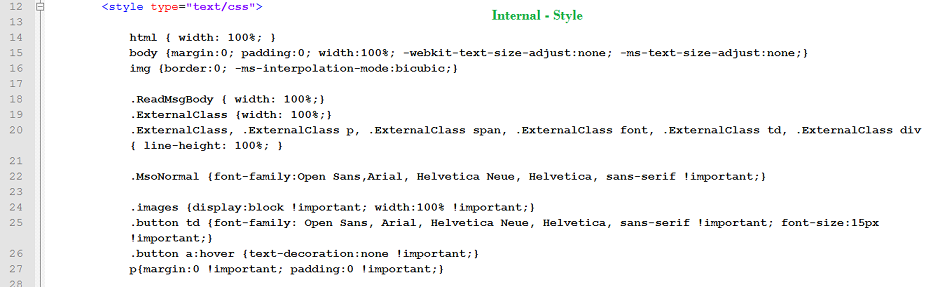 12 <style type="text/css">
Internal - Style
13
14 html { width: 100%; }
15 body {margin:0; padding:0; width:100%; -webkit-text-size-adjust:none; -ms-text-size-adjust:none;}
16 img {border:0; -ms-interpolation-mode:bicubic;}
17
18 .ReadMsgBody { width: 100%;}
19 .ExternalClass {width: 100%;}
20 .ExternalClass, .ExternalClass p, .ExternalClass span, .ExternalClass font, .ExternalClass td, .ExternalClass div
{ line-height: 100%; }
21
22 .MsoNormal {font-family:Open Sans,Arial, Helvetica Neue, Helvetica, sans-serif !important;}
23
24 .images {display:block !important; width:100% !important;}
25 .button td {font-family: Open Sans, Arial, Helvetica Neue, Helvetica, sans-serif !important; font-size:15px
!important;}
26 .button a:hover {text-decoration:none !important;}
27 p{margin:0 !important; padding:0 !important;}
28